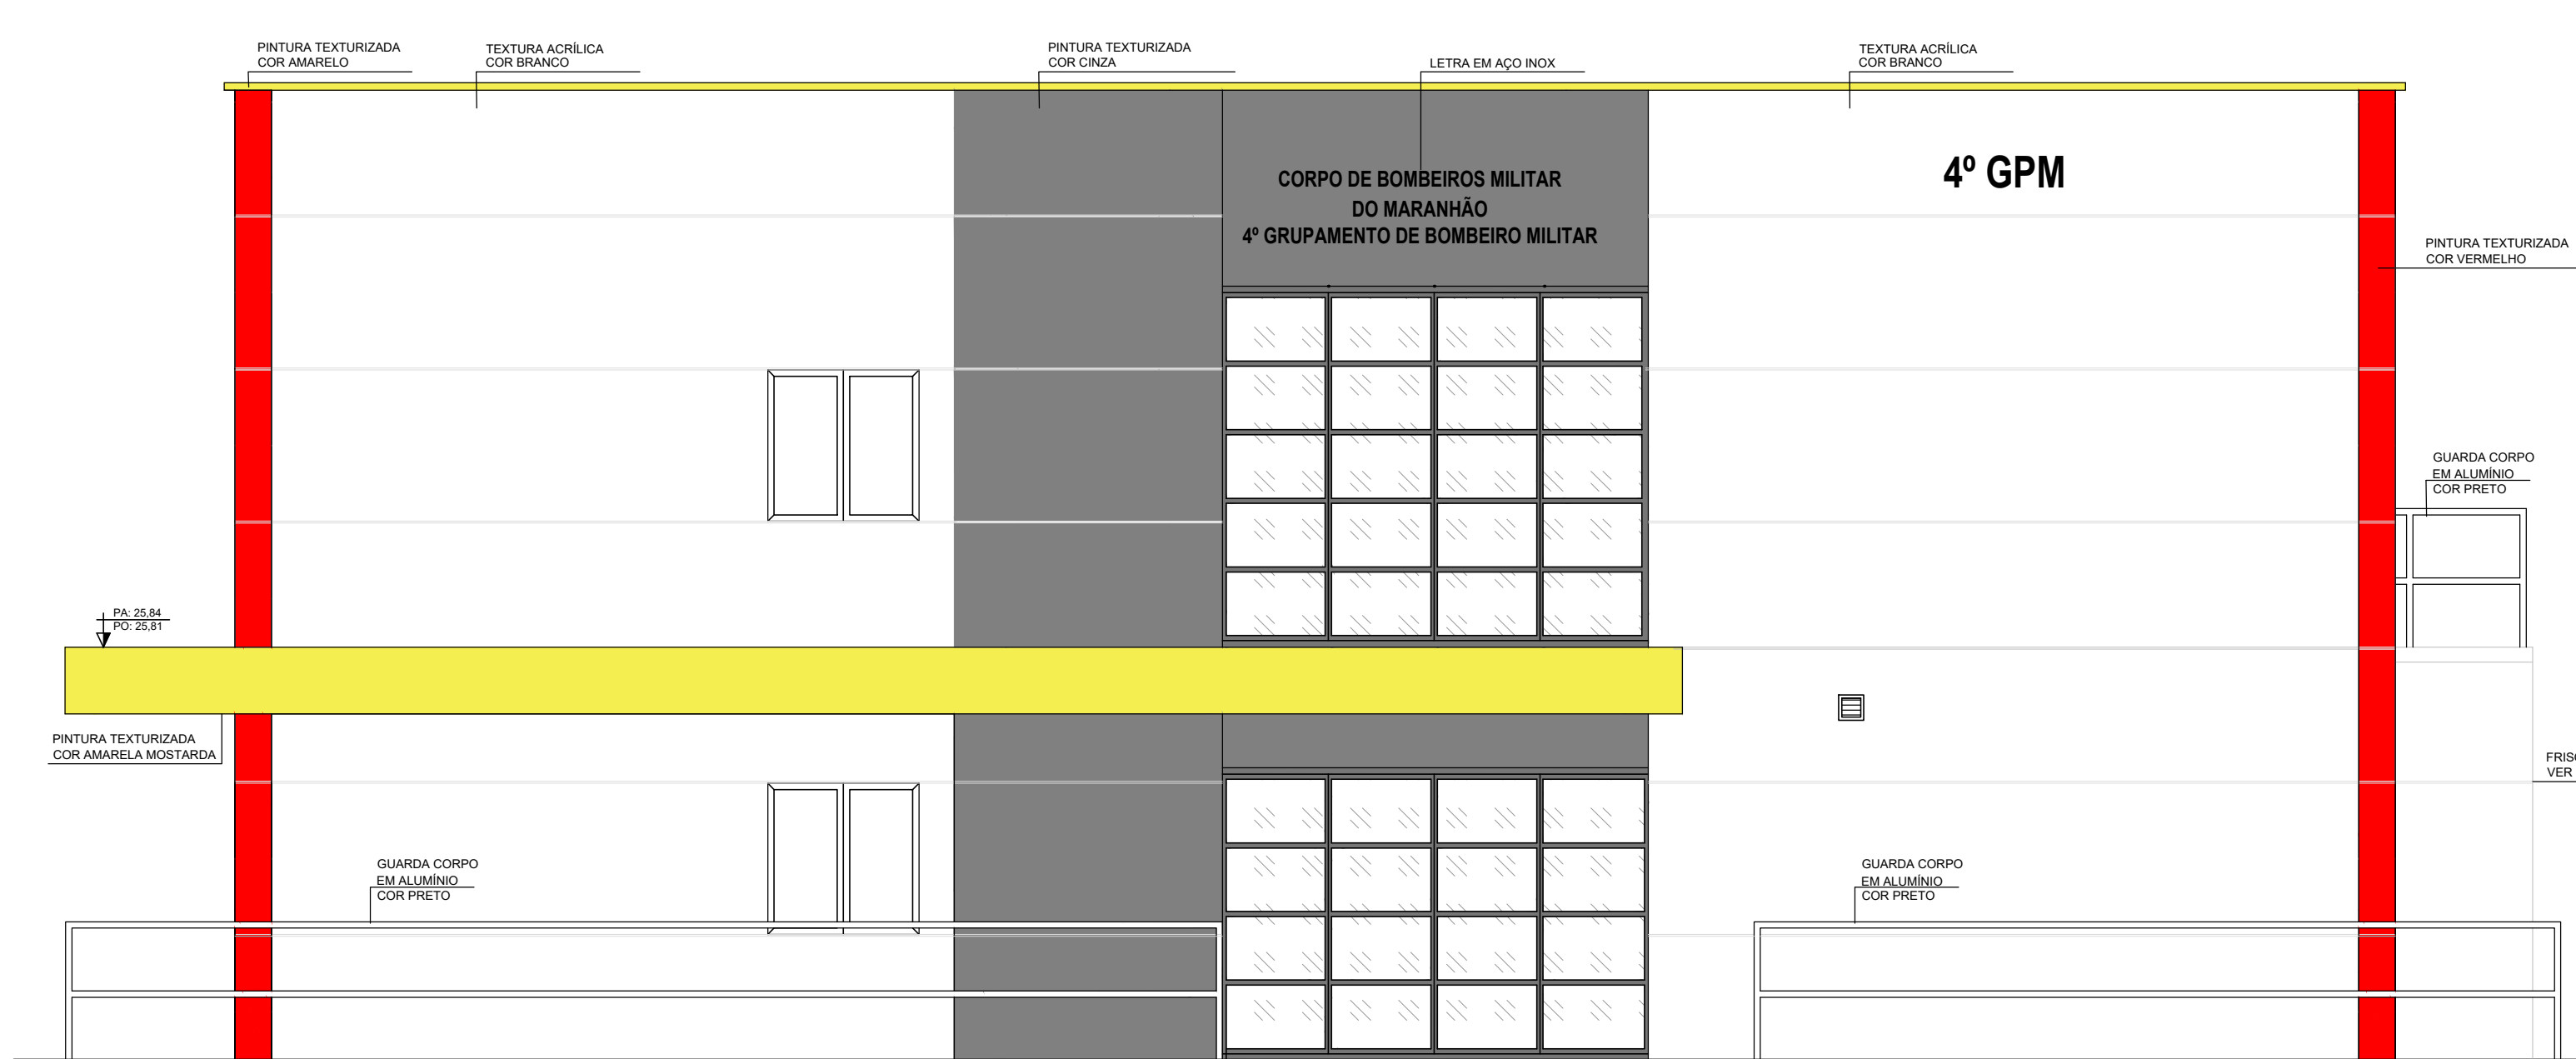 PINTURA TEXTURIZADA
COR AMARELO
TEXTURA ACRÍLICA
COR BRANCO
PINTURA TEXTURIZADA
COR CINZA
LETRA EM AÇO INOX
TEXTURA ACRÍLICA
COR BRANCO
CORPO DE BOMBEIROS MILITAR
DO MARANHÃO
4º GRUPAMENTO DE BOMBEIRO MILITAR
4º GPM
PINTURA TEXTURIZADA
COR VERMELHO
GUARDA CORPO
EM ALUMÍNIO
COR PRETO
PA: 25,84
PO: 25,81
PINTURA TEXTURIZADA
COR AMARELA MOSTARDA
VER
GUARDA CORPO
EM ALUMÍNIO
COR PRETO
GUARDA CORPO
EM ALUMÍNIO
COR PRETO